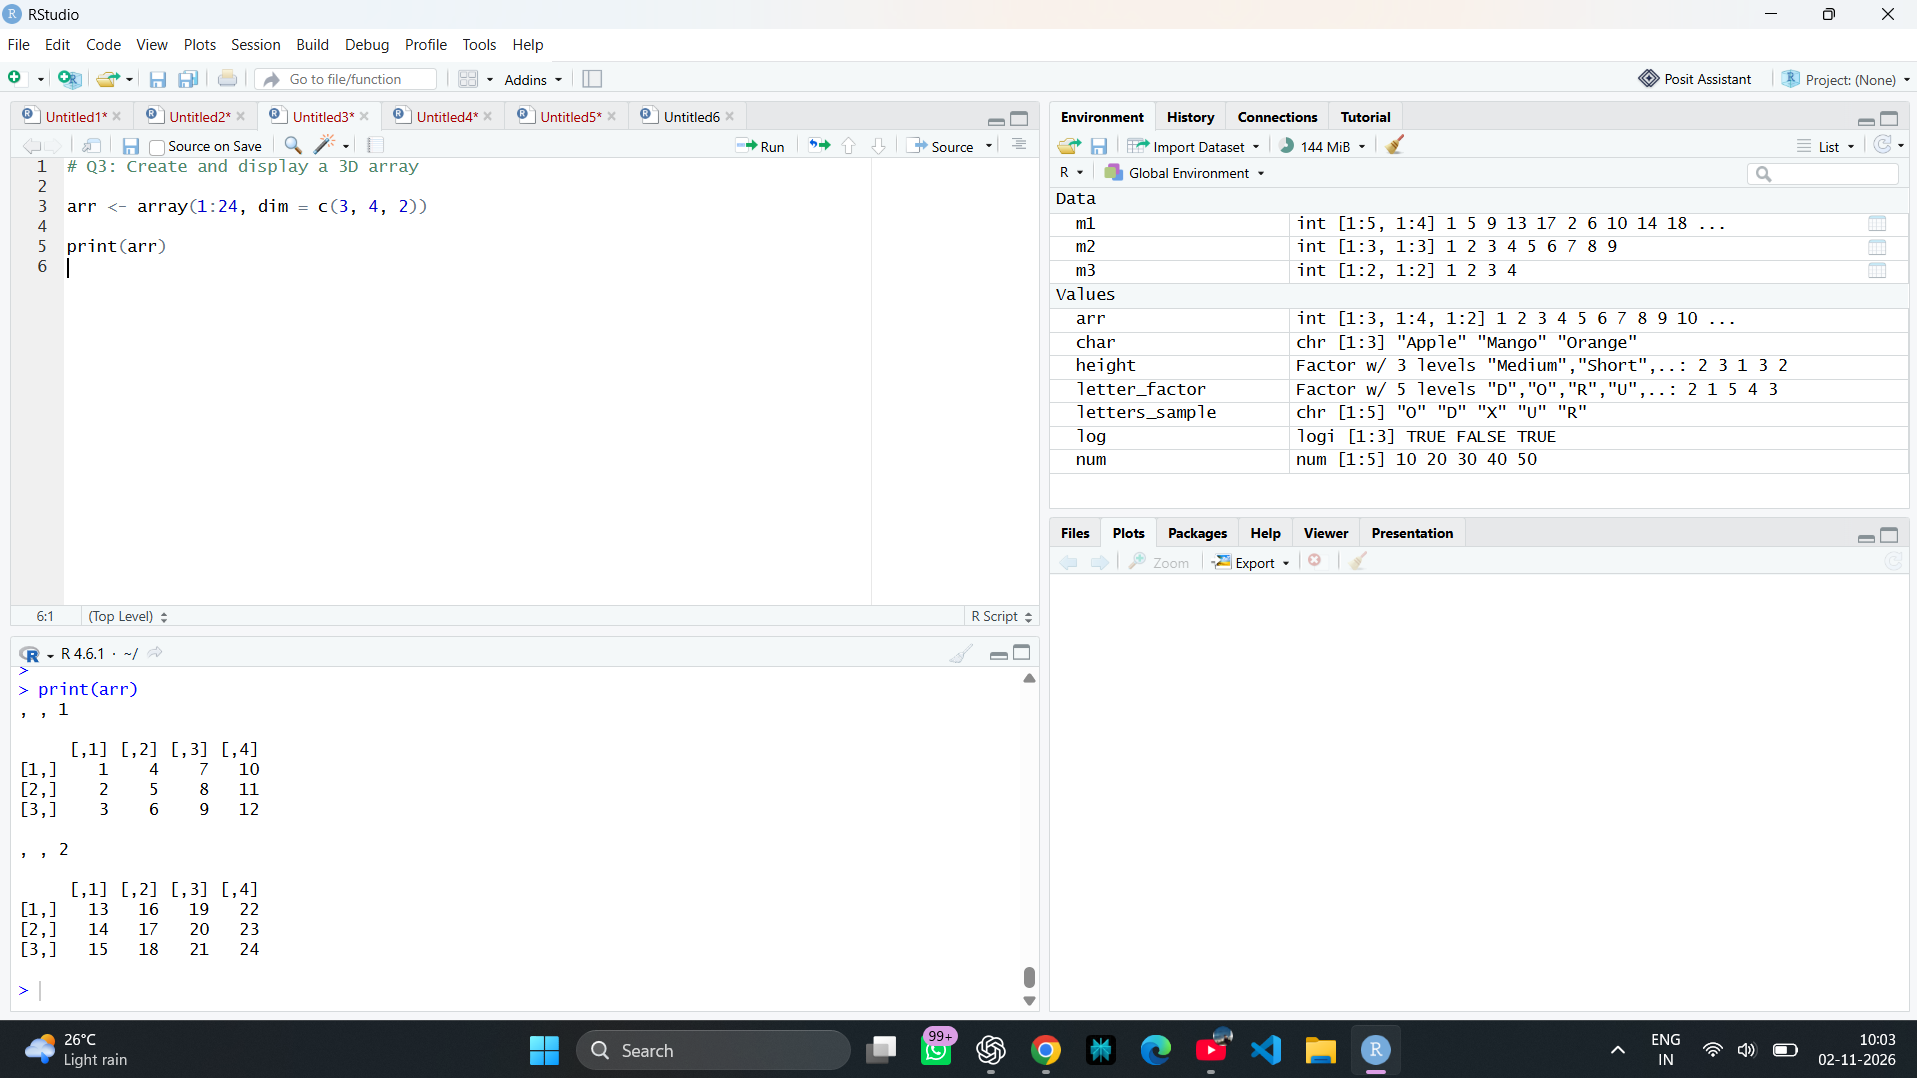 RStudio
File Edit Code View Plots Session Build Debug Profile Tools Help
Go to file/function Addins Posit Assistant Project: (None)
Untitled1* Untitled2* Untitled3* Untitled4* Untitled5* Untitled6
Source on Save Run Source
1 # Q3: Create and display a 3D array
2
3 arr <- array(1:24, dim = c(3, 4, 2))
4
5 print(arr)
6
6:1 (Top Level) R Script
R 4.6.1 · ~/
>
> print(arr)
, , 1
[,1] [,2] [,3] [,4]
[1,] 1 4 7 10
[2,] 2 5 8 11
[3,] 3 6 9 12
, , 2
[,1] [,2] [,3] [,4]
[1,] 13 16 19 22
[2,] 14 17 20 23
[3,] 15 18 21 24
>
Environment History Connections Tutorial
Import Dataset 144 MiB List
R Global Environment
Data
m1 int [1:5, 1:4] 1 5 9 13 17 2 6 10 14 18 ...
m2 int [1:3, 1:3] 1 2 3 4 5 6 7 8 9
m3 int [1:2, 1:2] 1 2 3 4
Values
arr int [1:3, 1:4, 1:2] 1 2 3 4 5 6 7 8 9 10 ...
char chr [1:3] "Apple" "Mango" "Orange"
height Factor w/ 3 levels "Medium","Short",..: 2 3 1 3 2
letter_factor Factor w/ 5 levels "D","O","R","U",..: 2 1 5 4 3
letters_sample chr [1:5] "O" "D" "X" "U" "R"
log logi [1:3] TRUE FALSE TRUE
num num [1:5] 10 20 30 40 50
Files Plots Packages Help Viewer Presentation
Zoom Export
26°C
Light rain
Search
99+
ENG
IN
10:03
02-11-2026